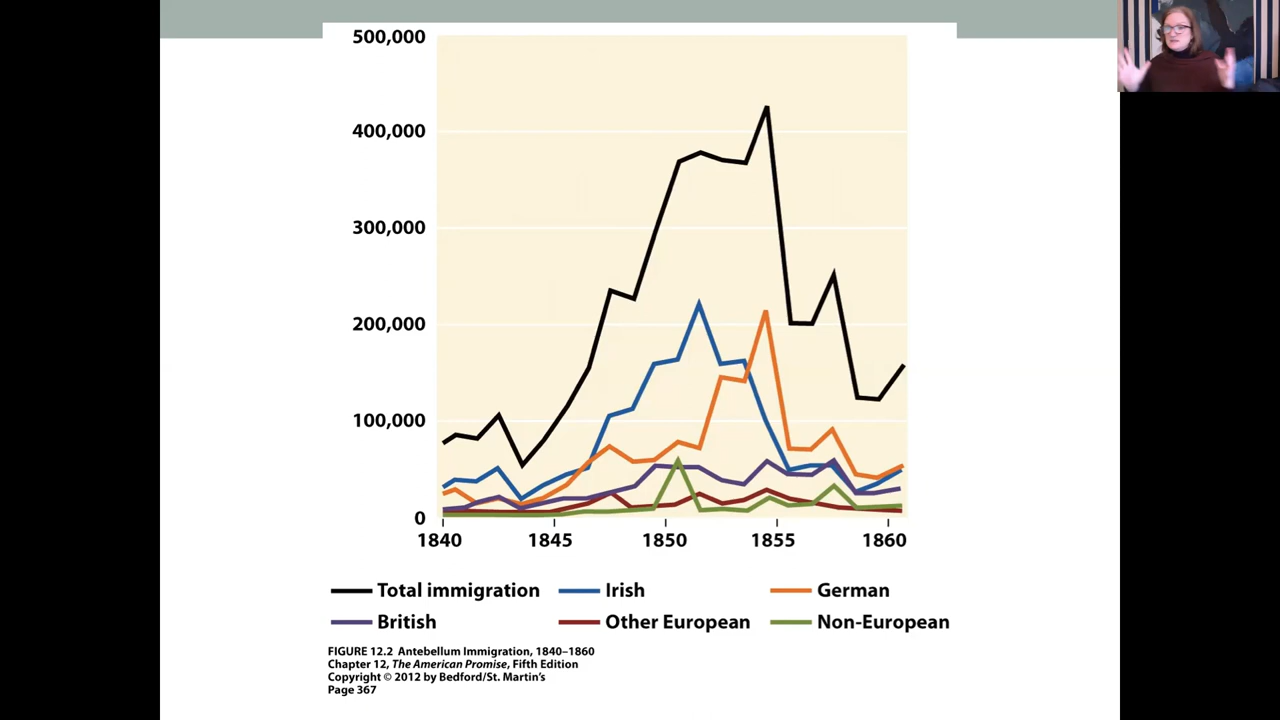 500,000
400,000
300,000
200,000
100,000
0
1840 1845 1850 1855 1860
Total immigration Irish German
British Other European Non-European
FIGURE 12.2 Antebellum Immigration, 1840–1860
Chapter 12, The American Promise, Fifth Edition
Copyright © 2012 by Bedford/St. Martin's
Page 367